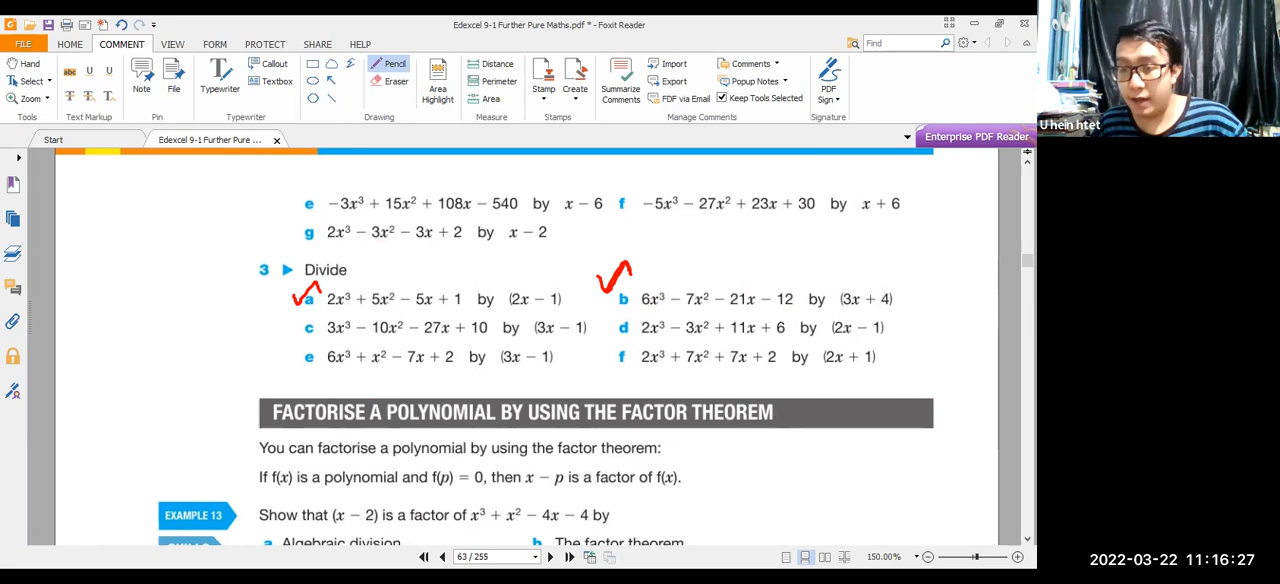 Edexcel 9-1 Further Pure Maths.pdf * - Foxit Reader
FILE HOME COMMENT VIEW FORM PROTECT SHARE HELP
Find
Hand
Select
Zoom
Tools
Text Markup
Note
File
Pin
Typewriter
Callout
Textbox
Typewriter
Pencil
Eraser
Drawing
Area Highlight
Distance
Perimeter
Area
Measure
Stamp
Create
Stamps
Summarize Comments
Import
Export
FDF via Email
Comments
Popup Notes
Keep Tools Selected
Manage Comments
PDF Sign
Signature
U hein htet
Start
Edexcel 9-1 Further Pure ...
Enterprise PDF Reader
e −3x³ + 15x² + 108x − 540 by x − 6 f −5x³ − 27x² + 23x + 30 by x + 6
g 2x³ − 3x² − 3x + 2 by x − 2
3 Divide
a 2x³ + 5x² − 5x + 1 by (2x − 1) b 6x³ − 7x² − 21x − 12 by (3x + 4)
c 3x³ − 10x² − 27x + 10 by (3x − 1) d 2x³ − 3x² + 11x + 6 by (2x − 1)
e 6x³ + x² − 7x + 2 by (3x − 1) f 2x³ + 7x² + 7x + 2 by (2x + 1)
FACTORISE A POLYNOMIAL BY USING THE FACTOR THEOREM
You can factorise a polynomial by using the factor theorem:
If f(x) is a polynomial and f(p) = 0, then x − p is a factor of f(x).
EXAMPLE 13 Show that (x − 2) is a factor of x³ + x² − 4x − 4 by
a Algebraic division b The factor theorem
63 / 255
150.00%
2022-03-22 11:16:27